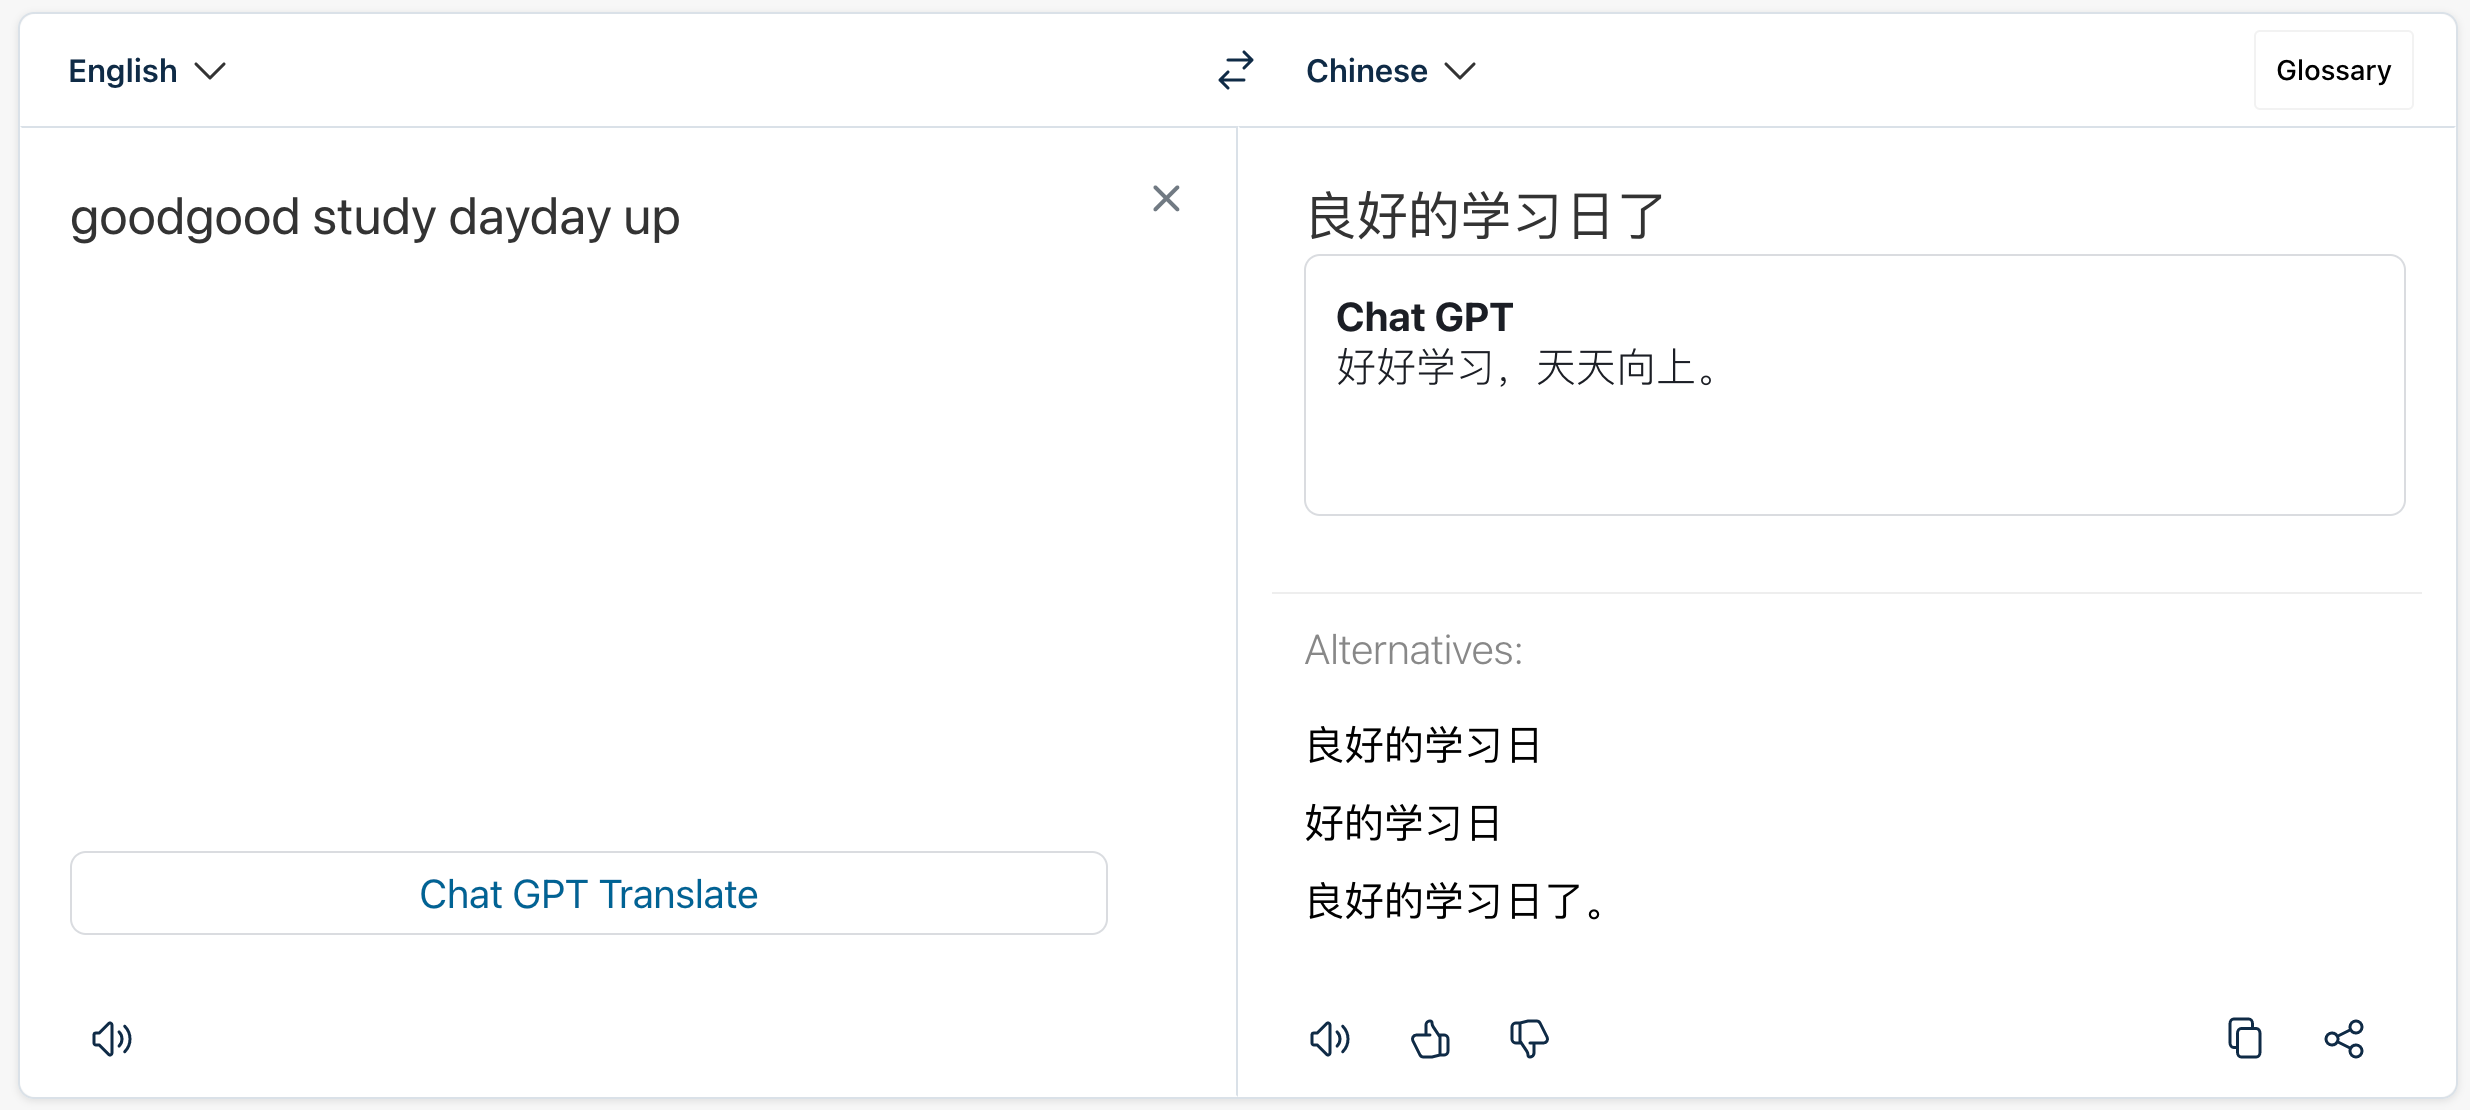 English
Chinese
Glossary
goodgood study dayday up
良好的学习日了
Chat GPT
好好学习，天天向上。
Alternatives:
良好的学习日
好的学习日
良好的学习日了。
Chat GPT Translate